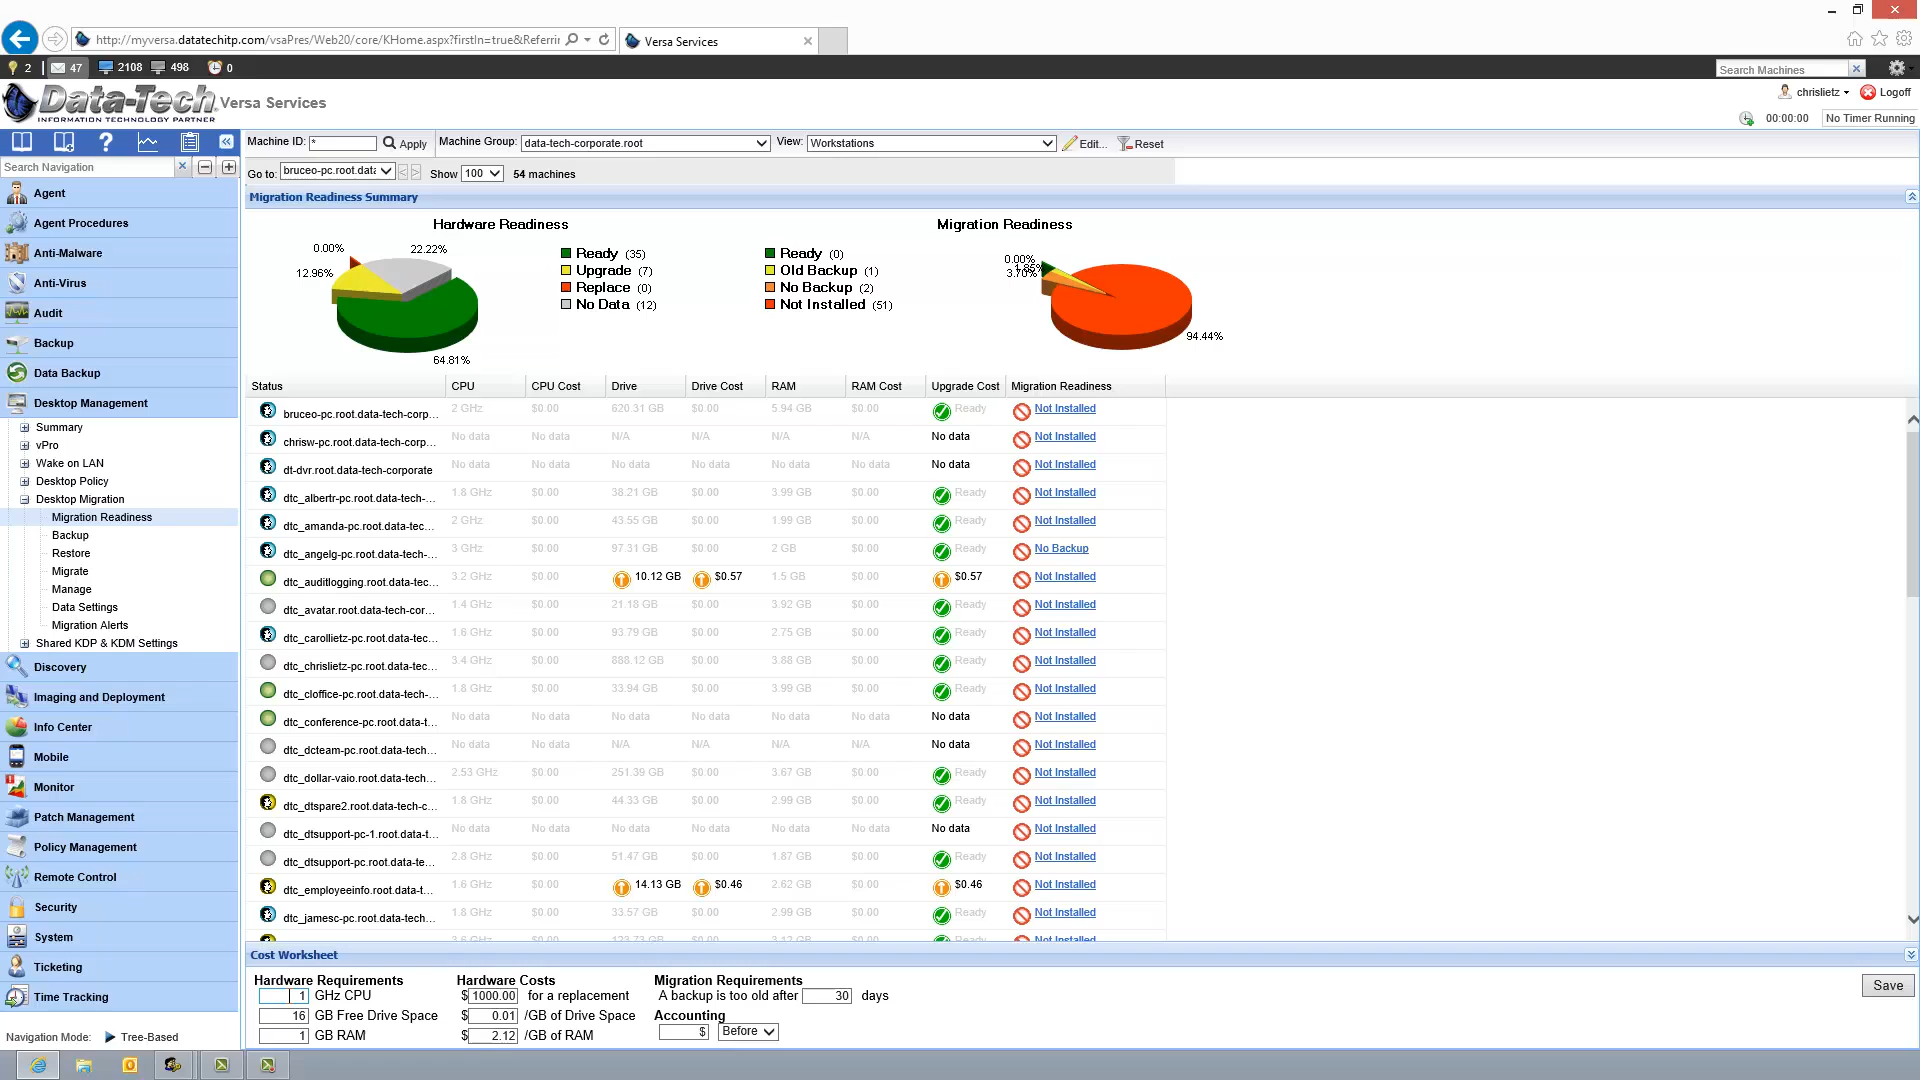 http://myversa.datatechitp.com/vsaPres/Web20/core/KHome.aspx?firstIn=true&Referrin
Versa Services
2 47 2108 498 0
Search Machines
Data-Tech Versa Services
INFORMATION TECHNOLOGY PARTNER
chrislietz Logoff
00:00:00 No Timer Running
Machine ID: * Apply Machine Group: data-tech-corporate.root View: Workstations Edit... Reset
Search Navigation
Go to: bruceo-pc.root.data Show 100 54 machines
Agent
Agent Procedures
Anti-Malware
Anti-Virus
Audit
Backup
Data Backup
Desktop Management
Summary
vPro
Wake on LAN
Desktop Policy
Desktop Migration
Migration Readiness
Backup
Restore
Migrate
Manage
Data Settings
Migration Alerts
Shared KDP & KDM Settings
Discovery
Imaging and Deployment
Info Center
Mobile
Monitor
Patch Management
Policy Management
Remote Control
Security
System
Ticketing
Time Tracking
Navigation Mode: Tree-Based
Migration Readiness Summary
Hardware Readiness
0.00%
22.22%
12.96%
64.81%
Ready (35)
Upgrade (7)
Replace (0)
No Data (12)
Migration Readiness
Ready (0)
Old Backup (1)
No Backup (2)
Not Installed (51)
0.00%
1.85%
3.70%
94.44%
Status CPU CPU Cost Drive Drive Cost RAM RAM Cost Upgrade Cost Migration Readiness
bruceo-pc.root.data-tech-corp... 2 GHz $0.00 620.31 GB $0.00 5.94 GB $0.00 Ready Not Installed
chrisw-pc.root.data-tech-corp... No data No data N/A N/A N/A N/A No data Not Installed
dt-dvr.root.data-tech-corporate No data No data No data No data No data No data No data Not Installed
dtc_albertr-pc.root.data-tech-... 1.8 GHz $0.00 38.21 GB $0.00 3.99 GB $0.00 Ready Not Installed
dtc_amanda-pc.root.data-tec... 2 GHz $0.00 43.55 GB $0.00 1.99 GB $0.00 Ready Not Installed
dtc_angelg-pc.root.data-tech-... 3 GHz $0.00 97.31 GB $0.00 2 GB $0.00 Ready No Backup
dtc_auditlogging.root.data-tec... 3.2 GHz $0.00 10.12 GB $0.57 1.5 GB $0.00 $0.57 Not Installed
dtc_avatar.root.data-tech-cor... 1.4 GHz $0.00 21.18 GB $0.00 3.92 GB $0.00 Ready Not Installed
dtc_carollietz-pc.root.data-tec... 1.6 GHz $0.00 93.79 GB $0.00 2.75 GB $0.00 Ready Not Installed
dtc_chrislietz-pc.root.data-tec... 3.4 GHz $0.00 888.12 GB $0.00 3.88 GB $0.00 Ready Not Installed
dtc_cloffice-pc.root.data-tech-... 1.8 GHz $0.00 33.94 GB $0.00 3.99 GB $0.00 Ready Not Installed
dtc_conference-pc.root.data-t... No data No data No data No data No data No data No data Not Installed
dtc_dcteam-pc.root.data-tech... No data No data N/A N/A N/A N/A No data Not Installed
dtc_dollar-vaio.root.data-tech... 2.53 GHz $0.00 251.39 GB $0.00 3.67 GB $0.00 Ready Not Installed
dtc_dtspare2.root.data-tech-c... 1.8 GHz $0.00 44.33 GB $0.00 2.99 GB $0.00 Ready Not Installed
dtc_dtsupport-pc-1.root.data-t... No data No data No data No data No data No data No data Not Installed
dtc_dtsupport-pc.root.data-te... 2.8 GHz $0.00 51.47 GB $0.00 1.87 GB $0.00 Ready Not Installed
dtc_employeeinfo.root.data-t... 1.6 GHz $0.00 14.13 GB $0.46 2.62 GB $0.00 $0.46 Not Installed
dtc_jamesc-pc.root.data-tech... 1.8 GHz $0.00 33.57 GB $0.00 2.99 GB $0.00 Ready Not Installed
3.6 GHz $0.00 123.73 GB $0.00 3.12 GB $0.00 Ready Not Installed
Cost Worksheet
Hardware Requirements Hardware Costs Migration Requirements
1 GHz CPU $ 1000.00 for a replacement A backup is too old after 30 days
16 GB Free Drive Space $ 0.01 /GB of Drive Space Accounting
1 GB RAM $ 2.12 /GB of RAM $ Before
Save